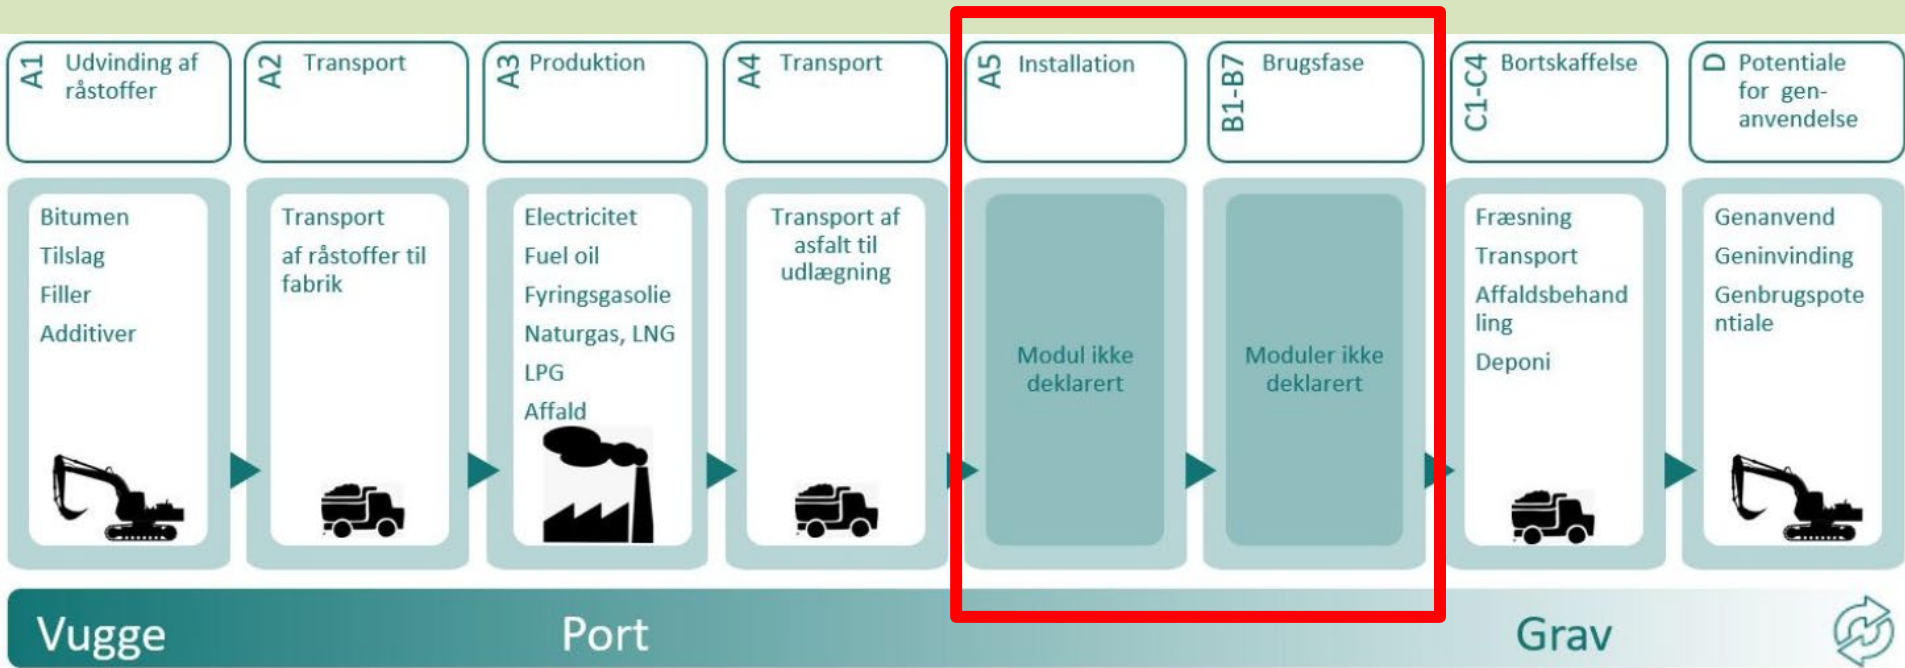 A1 Udvinding af
råstoffer
A2 Transport
A3 Produktion
A4 Transport
A5 Installation
B1-B7 Brugsfase
C1-C4 Bortskaffelse
D Potentiale
for gen-
anvendelse
Bitumen
Tilslag
Filler
Additiver
Transport
af råstoffer til
fabrik
Electricitet
Fuel oil
Fyringsgasolie
Naturgas, LNG
LPG
Affald
Transport af
asfalt til
udlægning
Modul ikke
deklarert
Moduler ikke
deklarert
Fræsning
Transport
Affaldsbehand
ling
Deponi
Genanvend
Geninvinding
Genbrugspote
ntiale
Vugge
Port
Grav